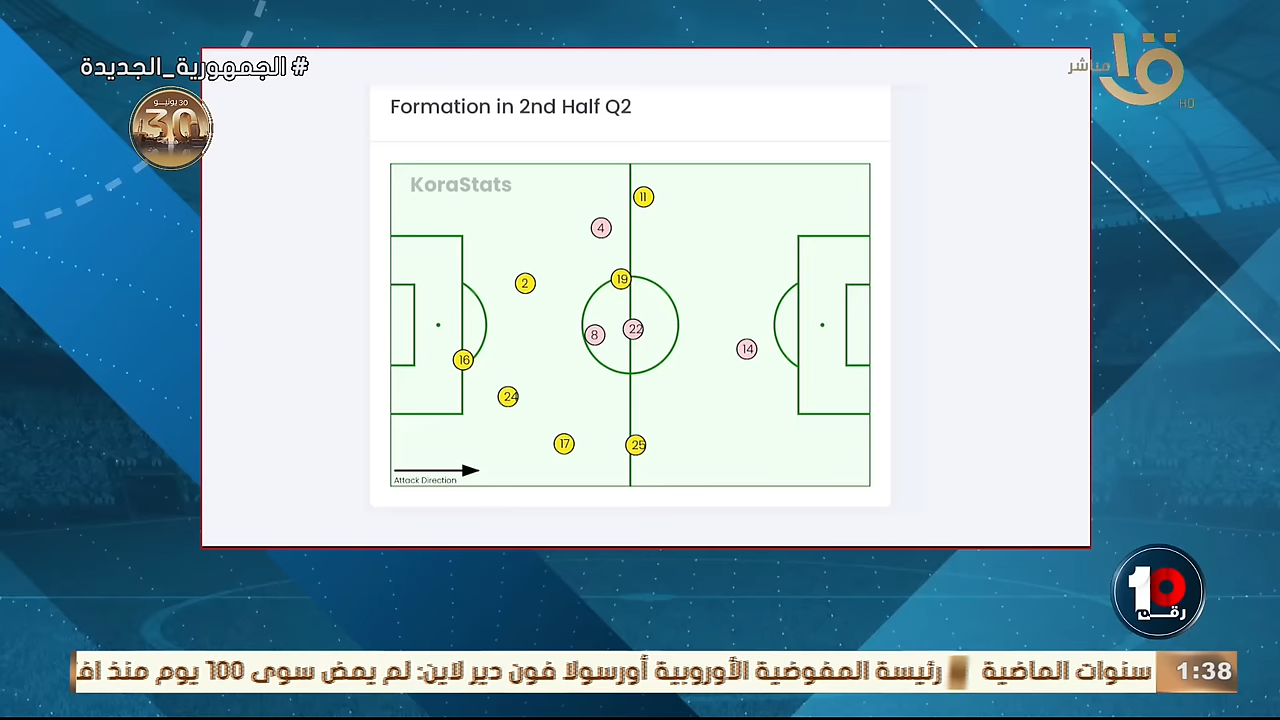 # الجمهورية_الجديدة
مباشر
HD
30 يونيو
30
Formation in 2nd Half Q2
KoraStats
11
4
2
19
8
22
14
16
24
17
25
Attack Direction
10
رقم
1:38
سنوات الماضية
رئيسة المفوضية الأوروبية أورسولا فون دير لاين: لم يمض سوى 100 يوم منذ